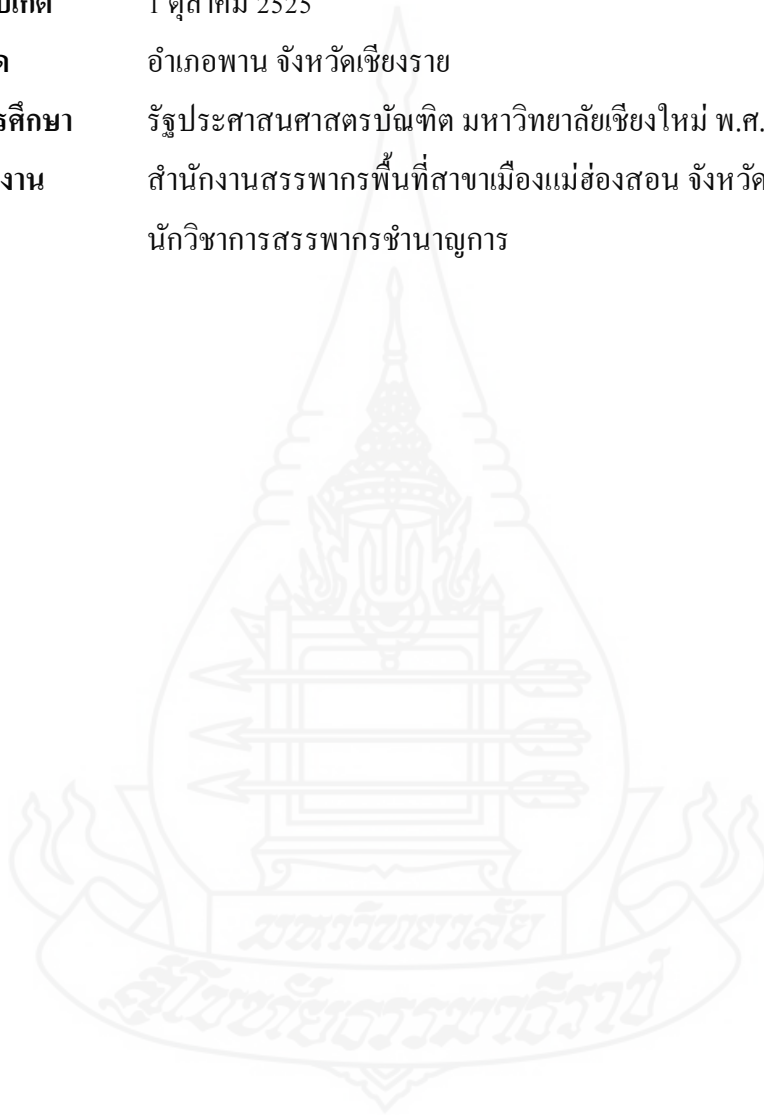 1 ตุลาคม 2525
อำเภอพาน จังหวัดเชียงราย
รัฐประศาสนศาสตรบัณฑิต มหาวิทยาลัยเชียงใหม่ พ.ศ.
งาน สำนักงานสรรพากรพื้นที่สาขาเมืองแม่ฮ่องสอน จังหวัด
นักวิชาการสรรพากรชำนาญการ
มหาวิทยาลัย
สุโขทัยธรรมาธิราช